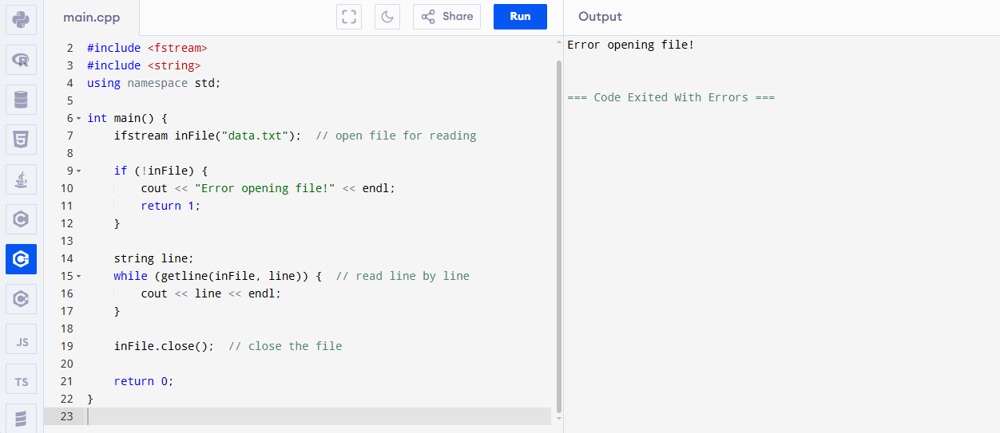 main.cpp
Share
Run
Output
2 #include <fstream>
3 #include <string>
4 using namespace std;
5
6 int main() {
7     ifstream inFile("data.txt");  // open file for reading
8
9     if (!inFile) {
10         cout << "Error opening file!" << endl;
11         return 1;
12     }
13
14     string line;
15     while (getline(inFile, line)) {  // read line by line
16         cout << line << endl;
17     }
18
19     inFile.close();  // close the file
20
21     return 0;
22 }
23
Error opening file!
=== Code Exited With Errors ===
R
5
C
C
C
JS
TS